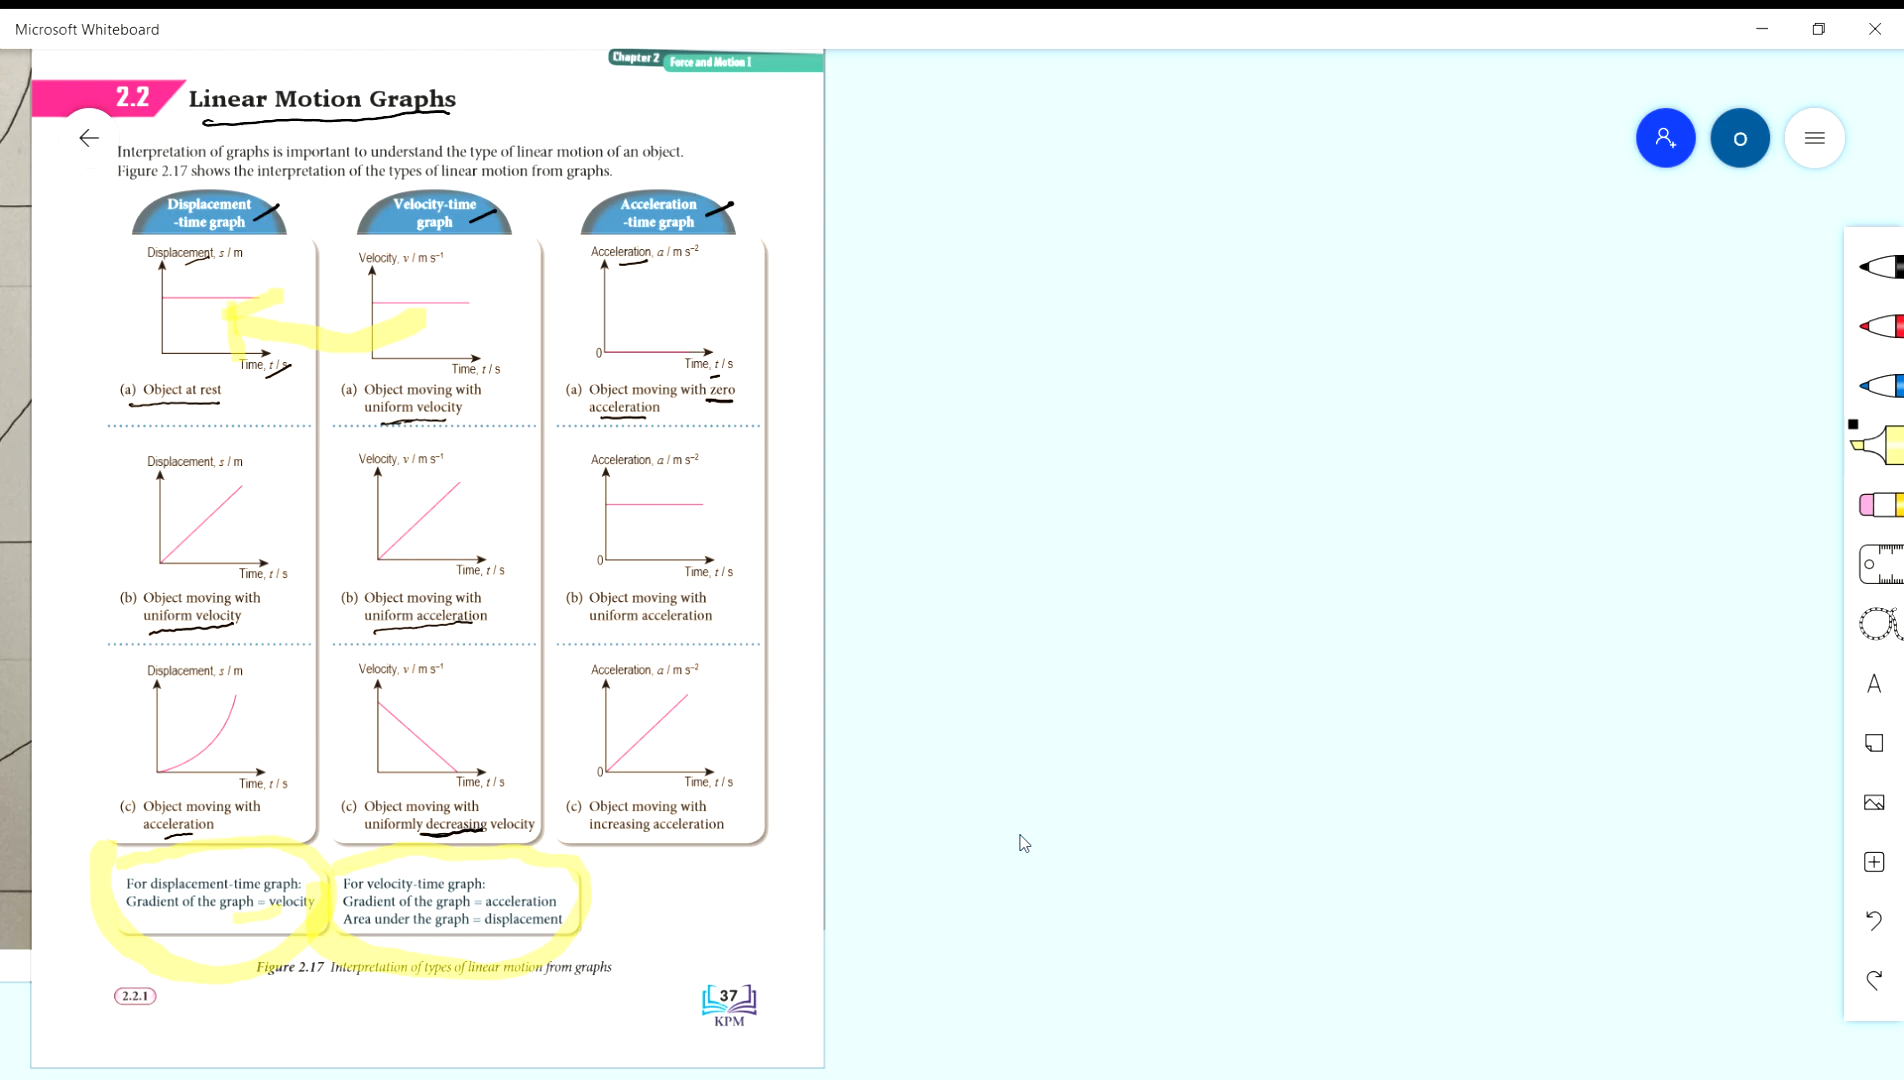 Microsoft Whiteboard
Chapter 2 Force and Motion I
2.2 Linear Motion Graphs
Interpretation of graphs is important to understand the type of linear motion of an object.
Figure 2.17 shows the interpretation of the types of linear motion from graphs.
Displacement
-time graph
Displacement, s / m
Time, t / s
(a) Object at rest
Displacement, s / m
Time, t / s
(b) Object moving with
uniform velocity
Displacement, s / m
Time, t / s
(c) Object moving with
acceleration
Velocity-time
graph
Velocity, v / m s⁻¹
Time, t / s
(a) Object moving with
uniform velocity
Velocity, v / m s⁻¹
Time, t / s
(b) Object moving with
uniform acceleration
Velocity, v / m s⁻¹
Time, t / s
(c) Object moving with
uniformly decreasing velocity
Acceleration
-time graph
Acceleration, a / m s⁻²
0
Time, t / s
(a) Object moving with zero
acceleration
Acceleration, a / m s⁻²
0
Time, t / s
(b) Object moving with
uniform acceleration
Acceleration, a / m s⁻²
0
Time, t / s
(c) Object moving with
increasing acceleration
For displacement-time graph:
Gradient of the graph = velocity
For velocity-time graph:
Gradient of the graph = acceleration
Area under the graph = displacement
Figure 2.17 Interpretation of types of linear motion from graphs
2.2.1
37
KPM
O
A